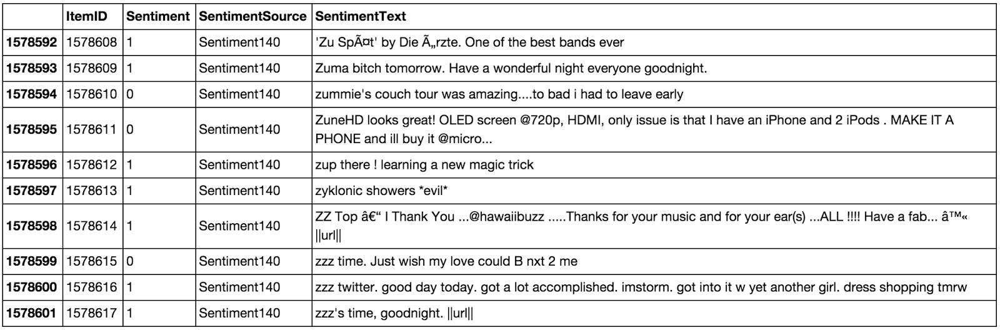 ItemID Sentiment SentimentSource SentimentText
1578592 1578608 1 Sentiment140 'Zu SpÃ¤t' by Die Ã„rzte. One of the best bands ever
1578593 1578609 1 Sentiment140 Zuma bitch tomorrow. Have a wonderful night everyone goodnight.
1578594 1578610 0 Sentiment140 zummie's couch tour was amazing....to bad i had to leave early
1578595 1578611 0 Sentiment140 ZuneHD looks great! OLED screen @720p, HDMI, only issue is that I have an iPhone and 2 iPods . MAKE IT A
PHONE and ill buy it @micro...
1578596 1578612 1 Sentiment140 zup there ! learning a new magic trick
1578597 1578613 1 Sentiment140 zyklonic showers *evil*
1578598 1578614 1 Sentiment140 ZZ Top â€“ I Thank You ...@hawaiibuzz .....Thanks for your music and for your ear(s) ...ALL !!!! Have a fab... â™«
||url||
1578599 1578615 0 Sentiment140 zzz time. Just wish my love could B nxt 2 me
1578600 1578616 1 Sentiment140 zzz twitter. good day today. got a lot accomplished. imstorm. got into it w yet another girl. dress shopping tmrw
1578601 1578617 1 Sentiment140 zzz's time, goodnight. ||url||